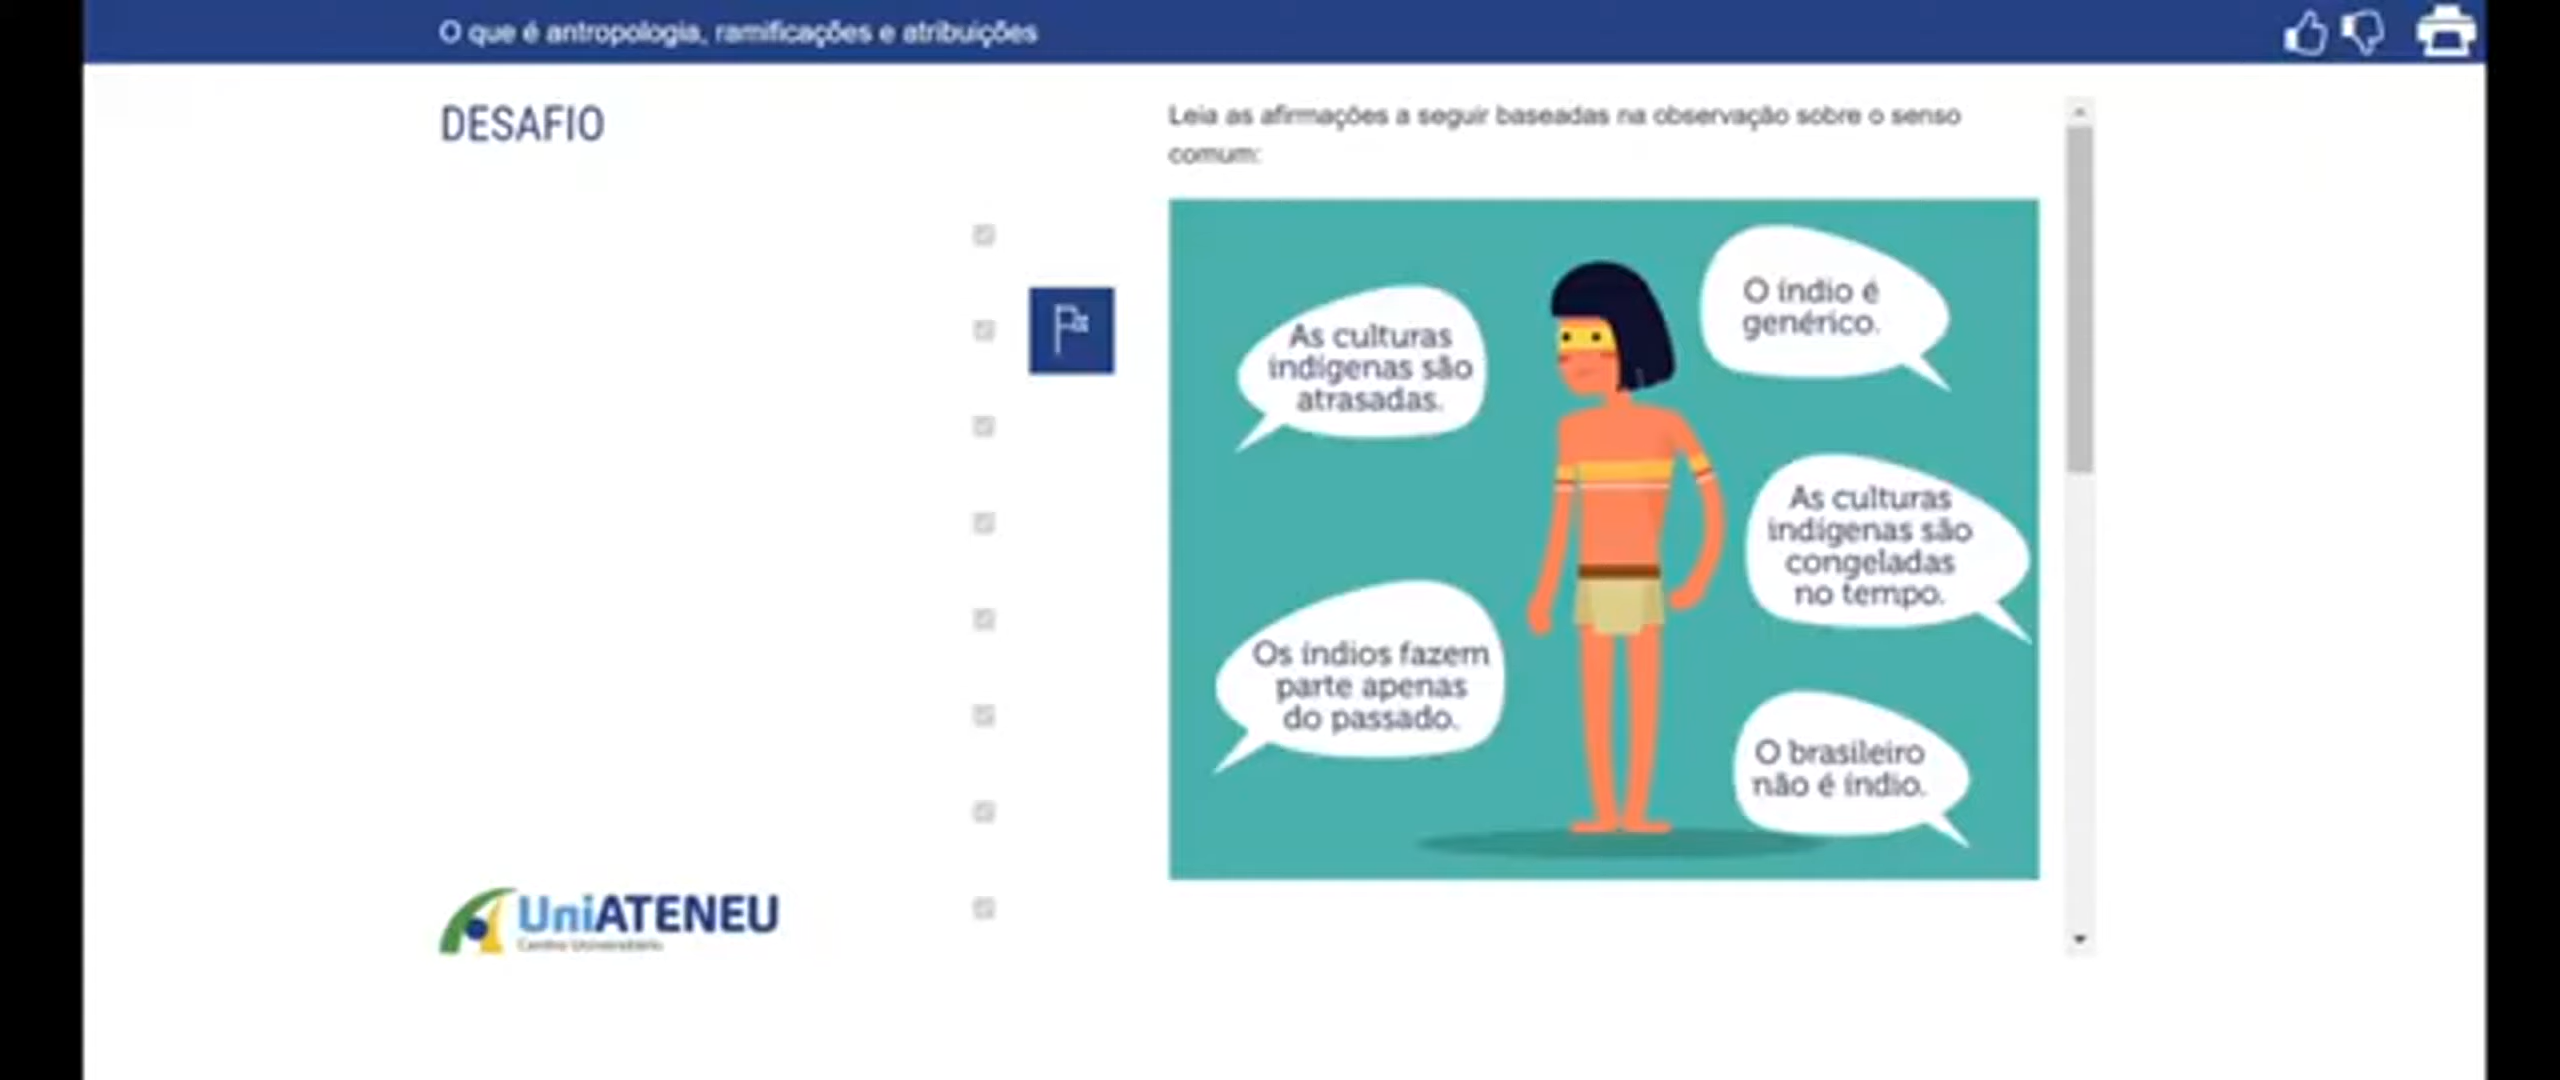 O que é antropologia, ramificações e atribuições
DESAFIO
Leia as afirmações a seguir baseadas na observação sobre o senso
comum:
As culturas
indígenas são
atrasadas.
O índio é
genérico.
As culturas
indígenas são
congeladas
no tempo.
Os índios fazem
parte apenas
do passado.
O brasileiro
não é índio.
UniATENEU
Centro Universitário